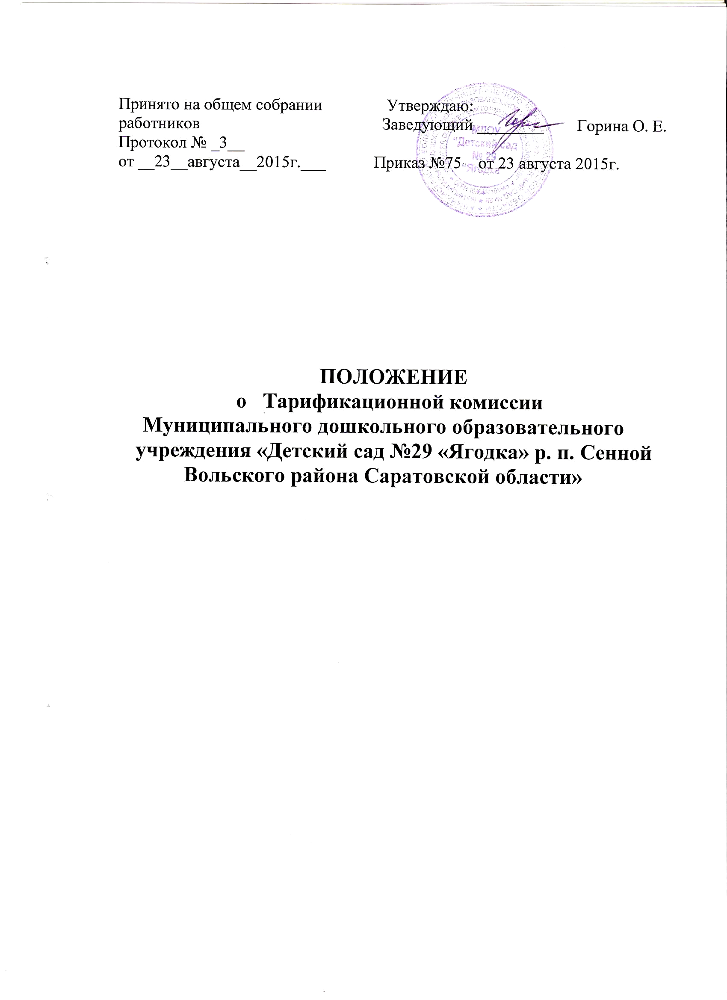 Принято на общем собрании
работников
Протокол № _3__
от __23__августа__2015г.___
Утверждаю:
Заведующий ________ Горина О. Е.
Приказ №75 от 23 августа 2015г.
МДОУ
"Детский сад
№ 29
"Ягодка"
ПОЛОЖЕНИЕ
о Тарификационной комиссии
Муниципального дошкольного образовательного
учреждения «Детский сад №29 «Ягодка» р. п. Сенной
Вольского района Саратовской области»